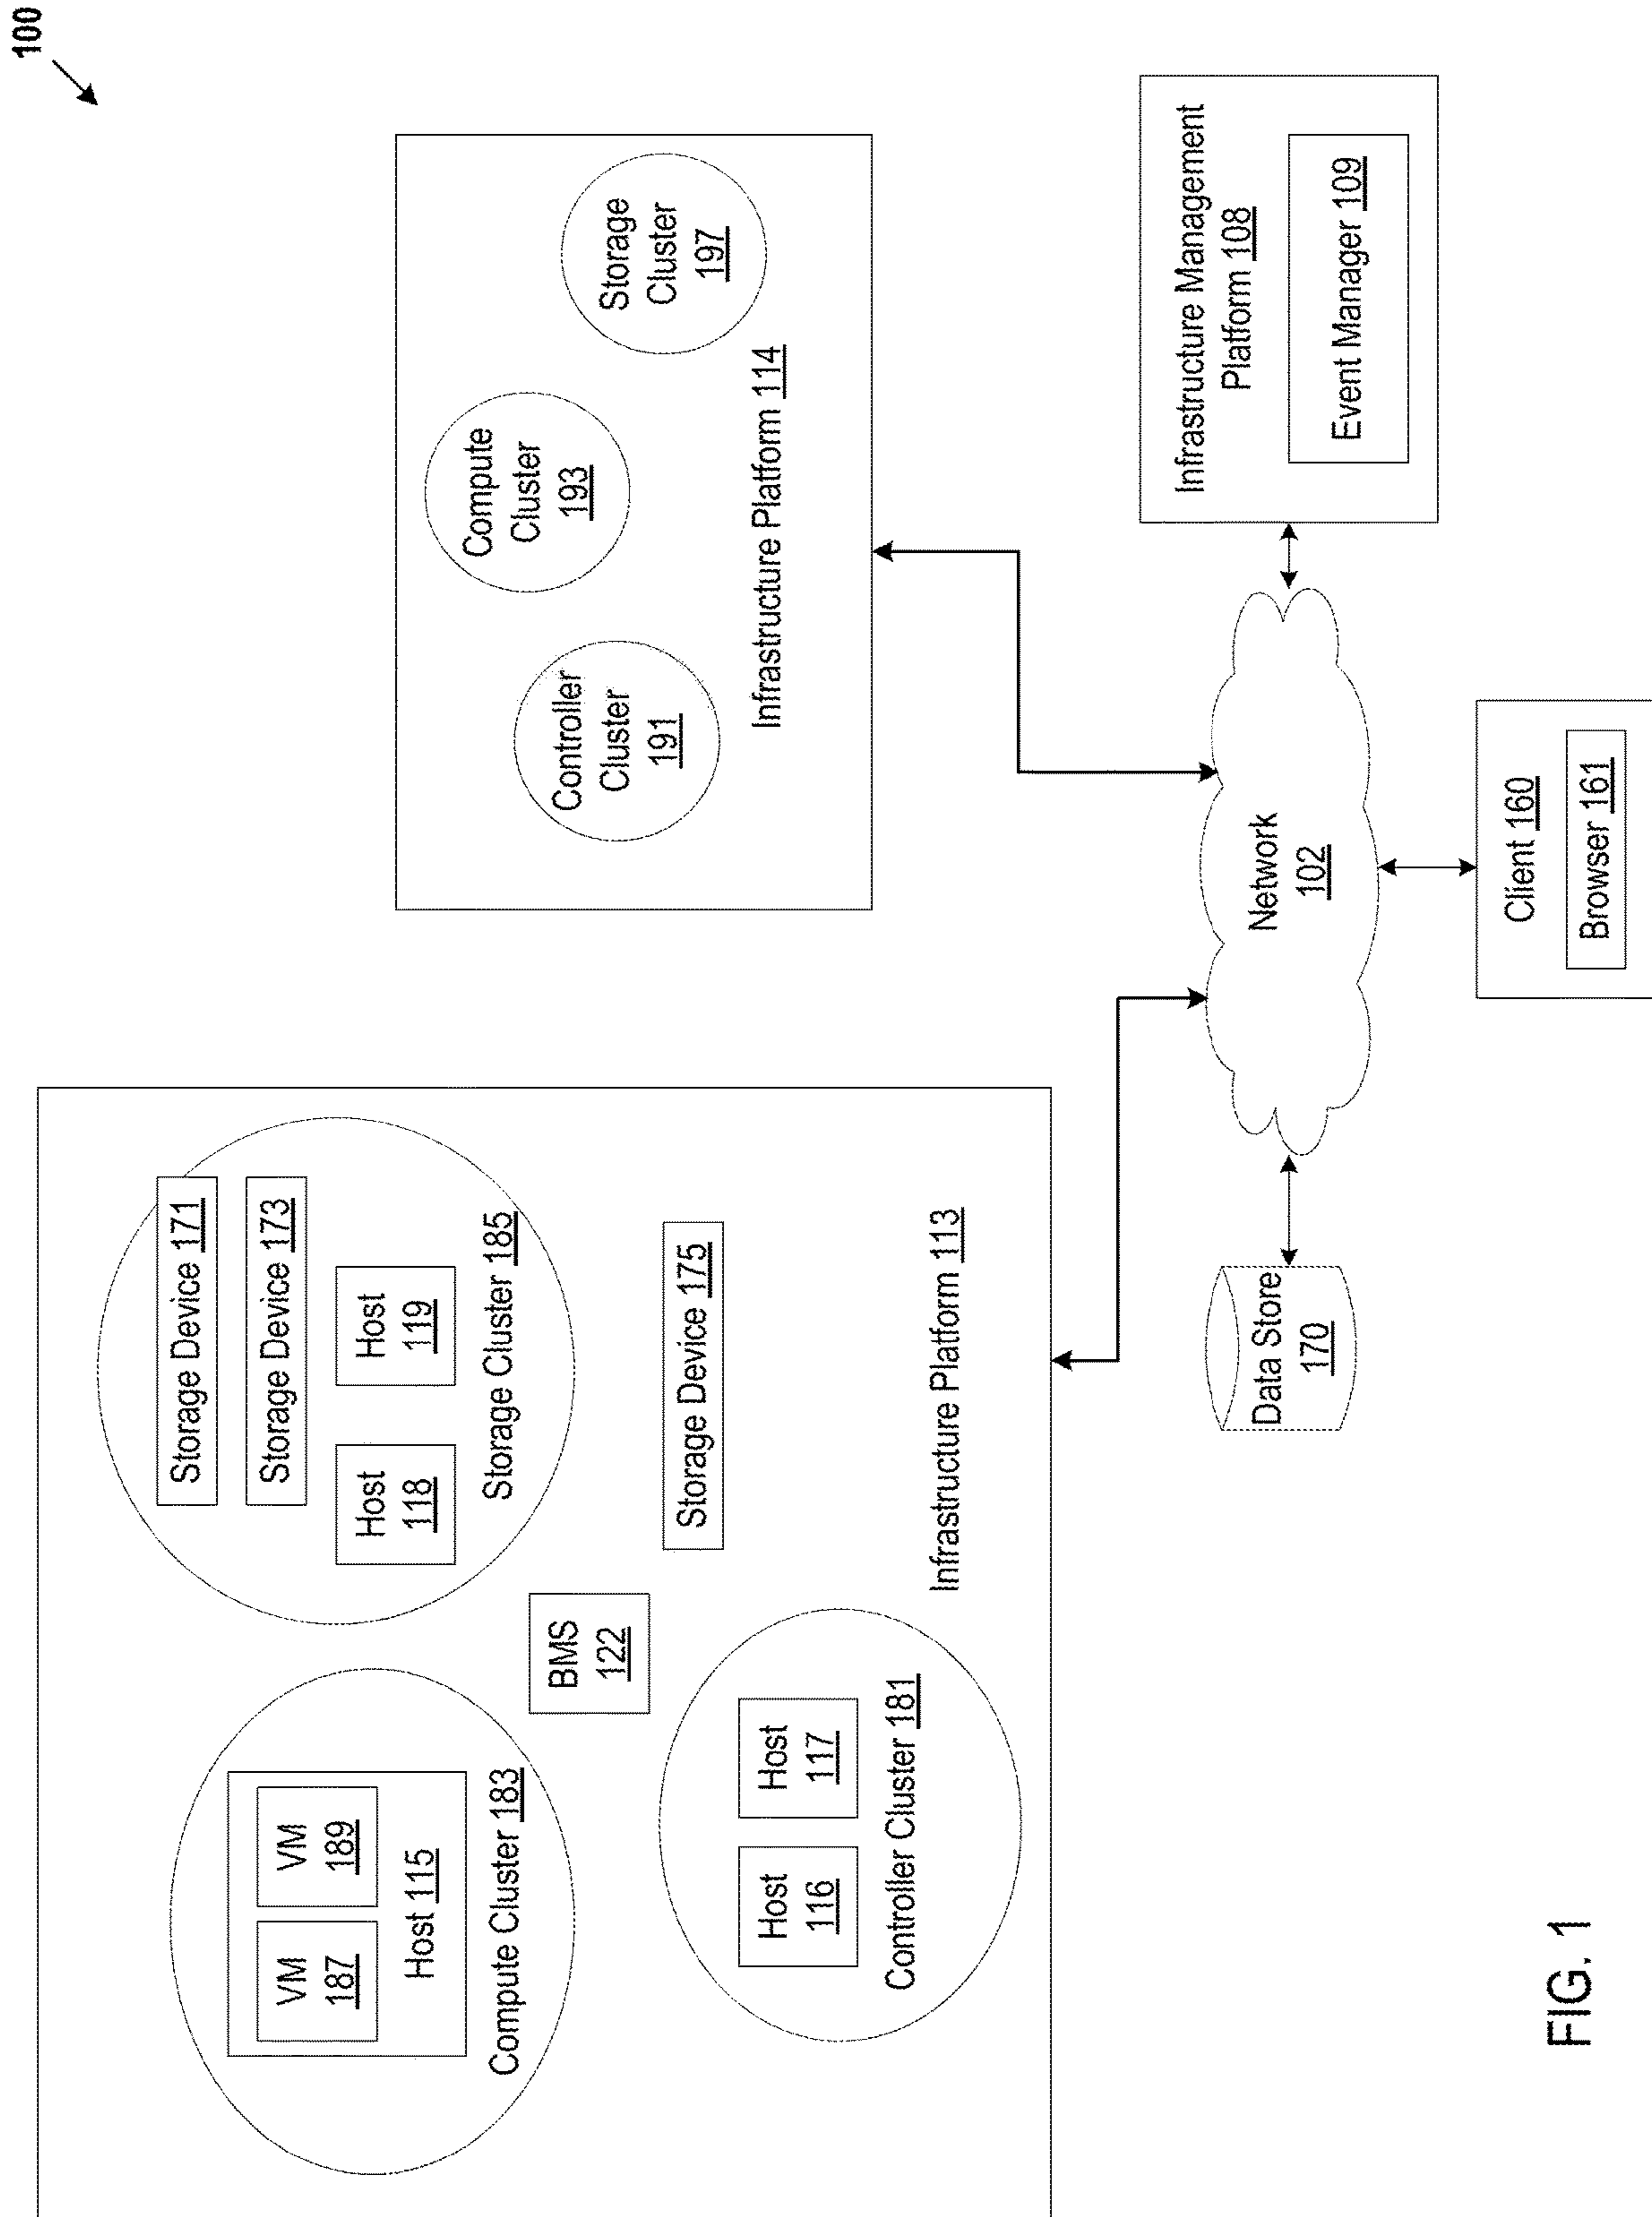 100
VM
187
VM
189
Host 115
Compute Cluster 183
Storage Device 171
Storage Device 173
Host
118
Host
119
Storage Cluster 185
BMS
122
Host
116
Host
117
Controller Cluster 181
Storage Device 175
Infrastructure Platform 113
Controller
Cluster
191
Compute
Cluster
193
Storage
Cluster
197
Infrastructure Platform 114
Data Store
170
Network
102
Infrastructure Management
Platform 108
Event Manager 109
Client 160
Browser 161
FIG. 1